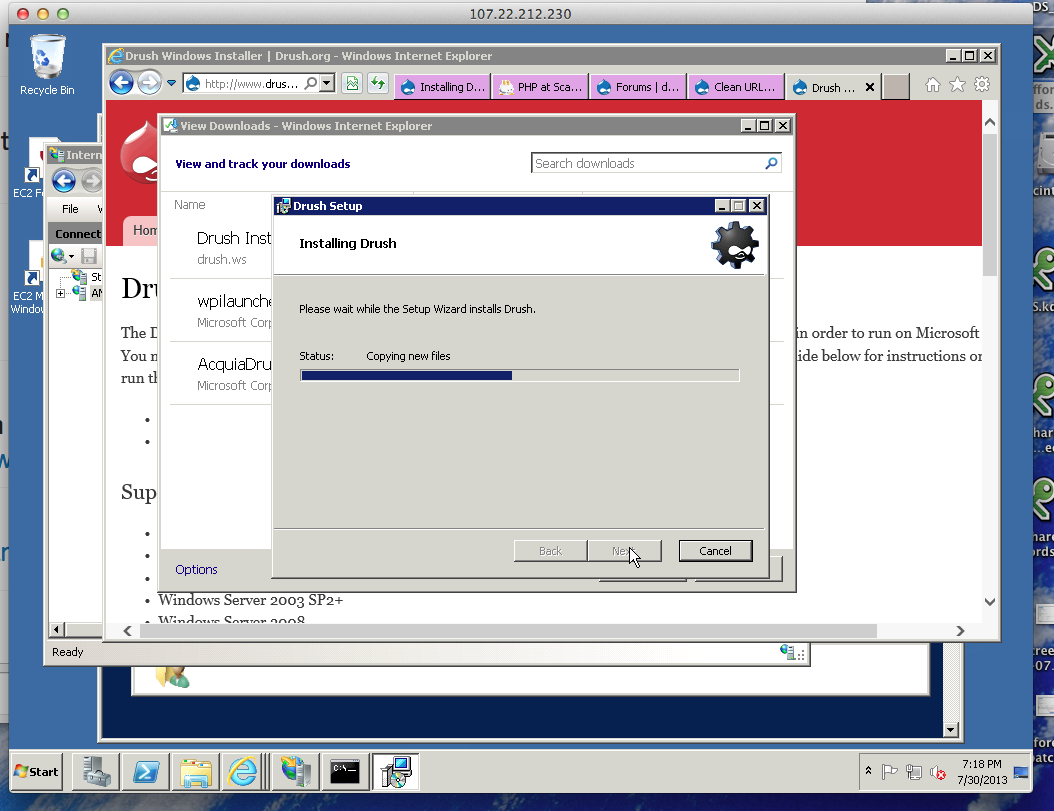 107.22.212.230
Recycle Bin
Drush Windows Installer | Drush.org - Windows Internet Explorer
http://www.drus...
Installing D...
PHP at Sca...
Forums | d...
Clean URL...
Drush ...
View Downloads - Windows Internet Explorer
View and track your downloads
Search downloads
Name
Drush Inst
drush.ws
wpilaunche
Microsoft Corp
AcquiaDru
Microsoft Corp
Options
Drush Setup
Installing Drush
Please wait while the Setup Wizard installs Drush.
Status: Copying new files
Back
Next
Cancel
Intern
File
Connect
St
EC2 F
EC2 M
Windo
Hom
Dru
The D
in order to run on Microsoft
You n
ide below for instructions on
run th
Sup
Windows Server 2003 SP2+
Windows Server 2008
Ready
Start
7:18 PM
7/30/2013